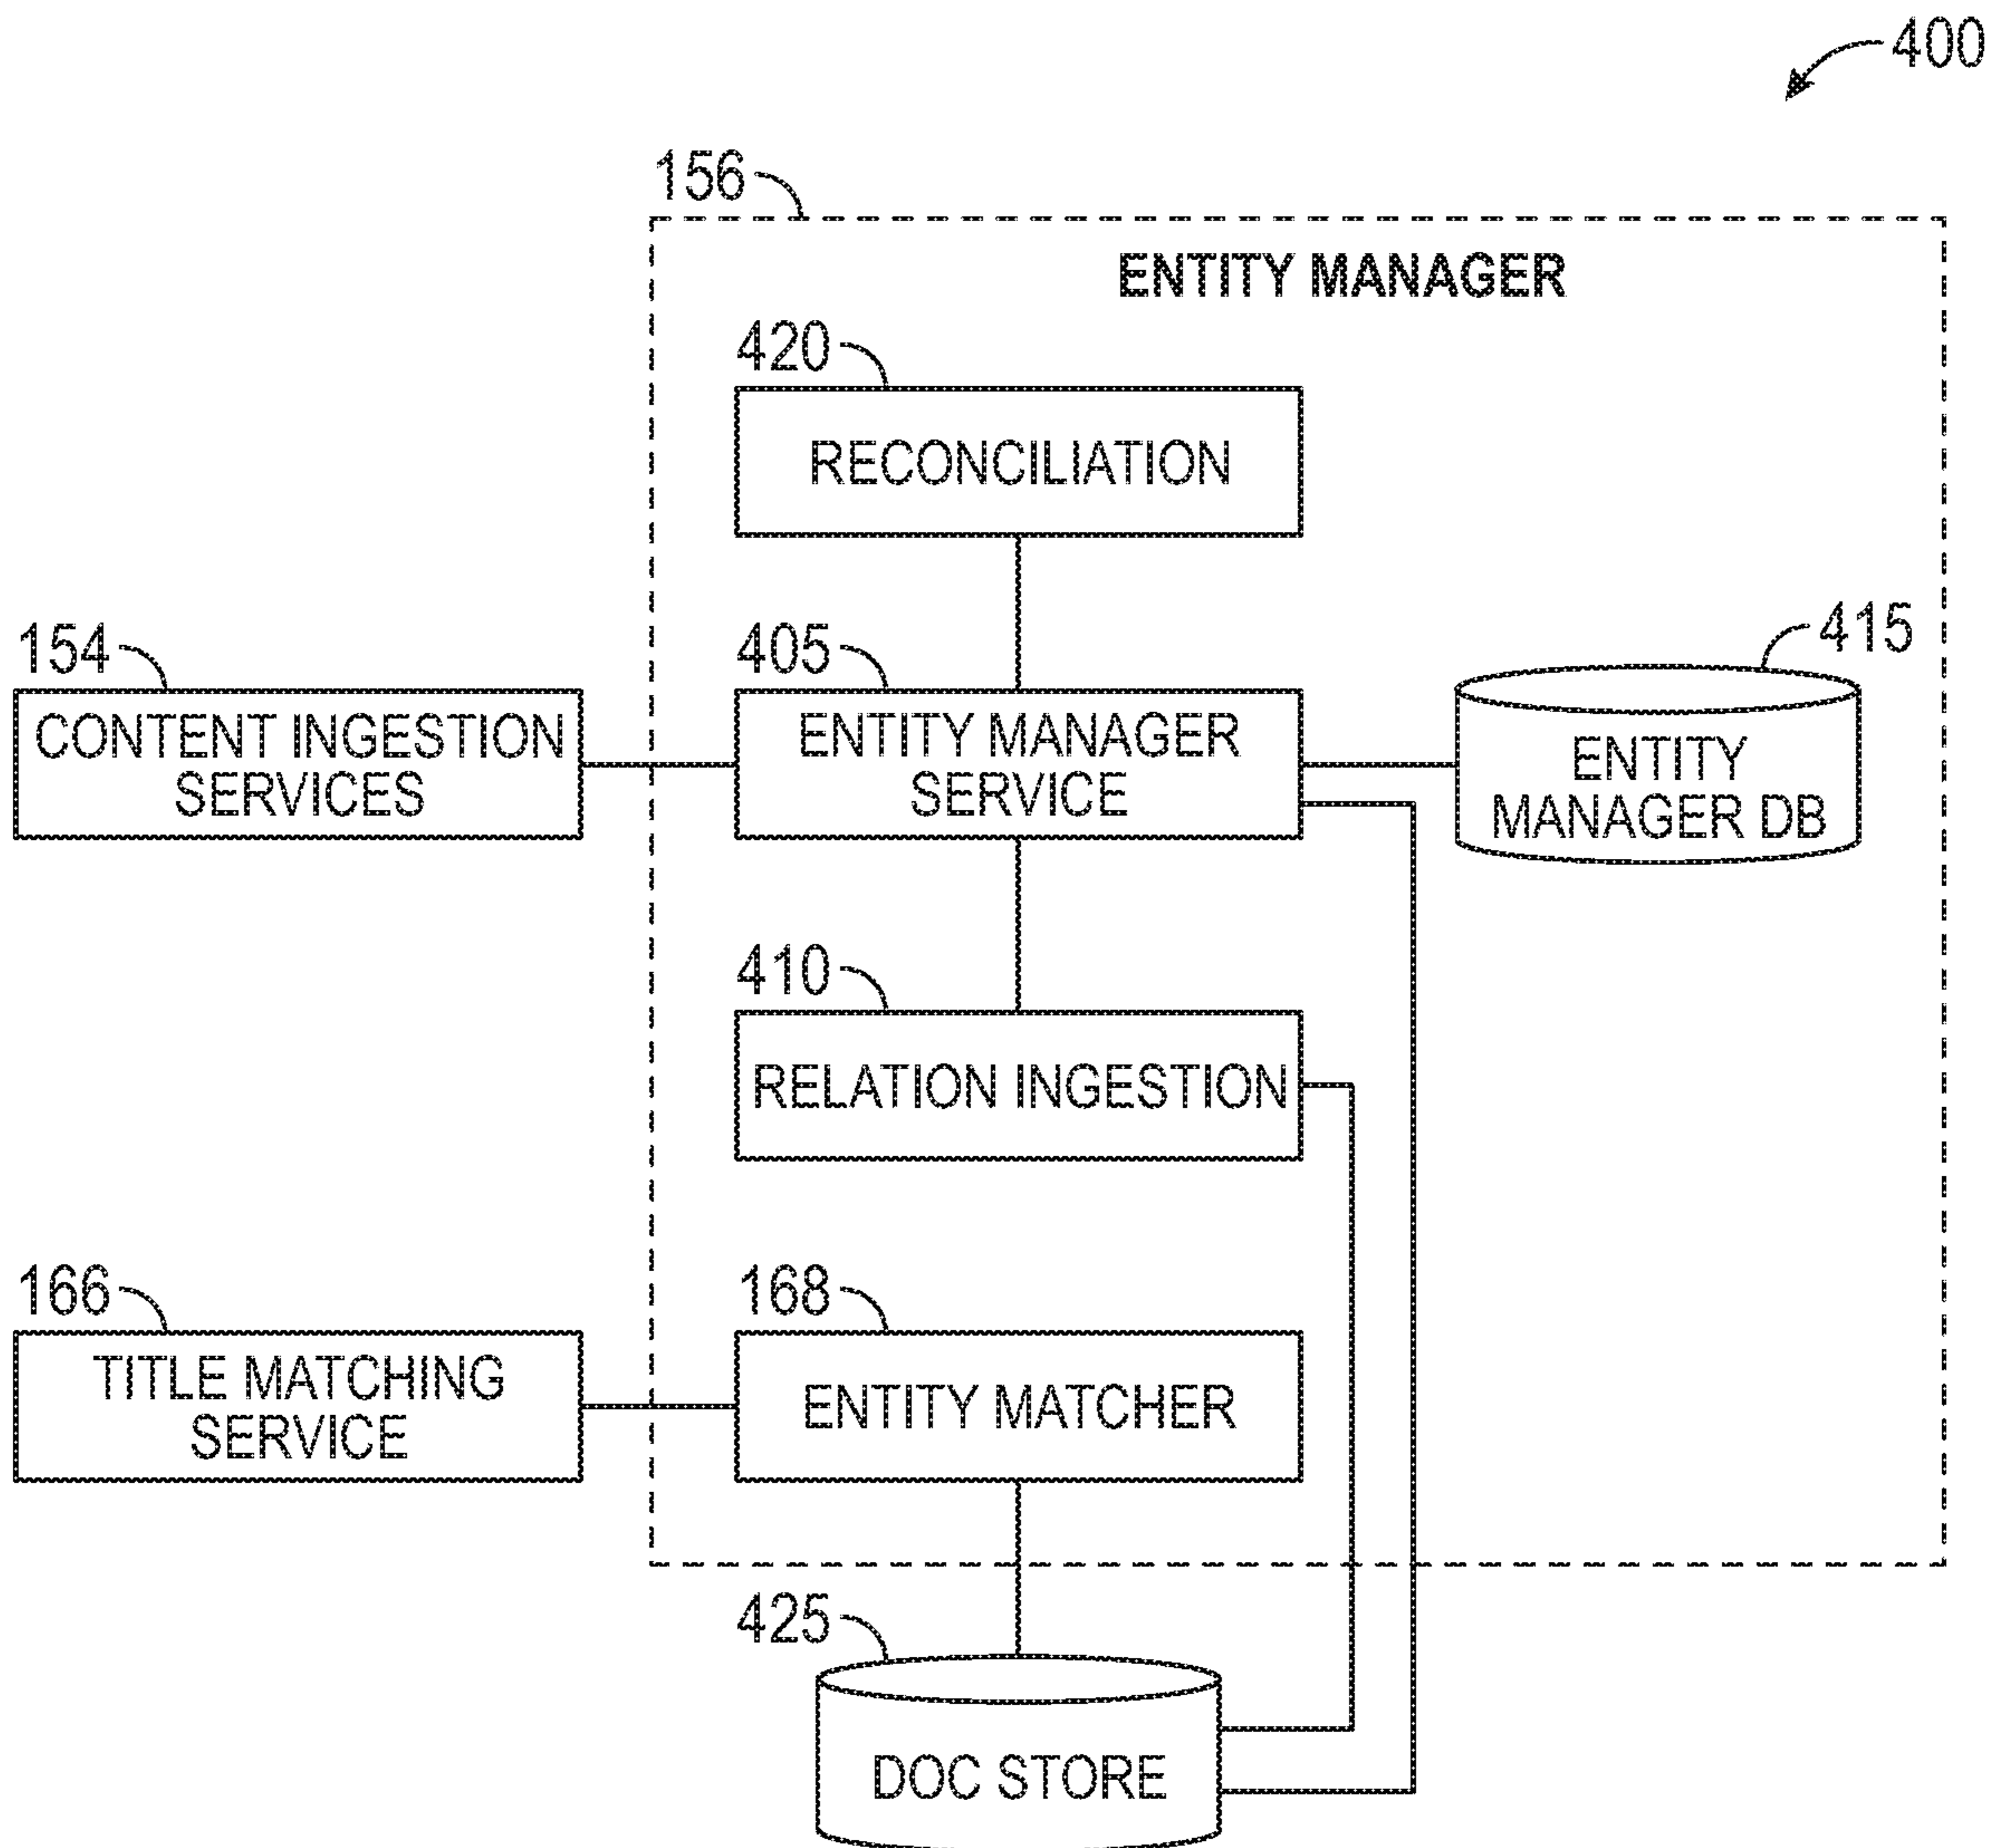 400
156
ENTITY MANAGER
420
RECONCILIATION
154
CONTENT INGESTION
SERVICES
405
ENTITY MANAGER
SERVICE
415
ENTITY
MANAGER DB
410
RELATION INGESTION
166
TITLE MATCHING
SERVICE
168
ENTITY MATCHER
425
DOC STORE